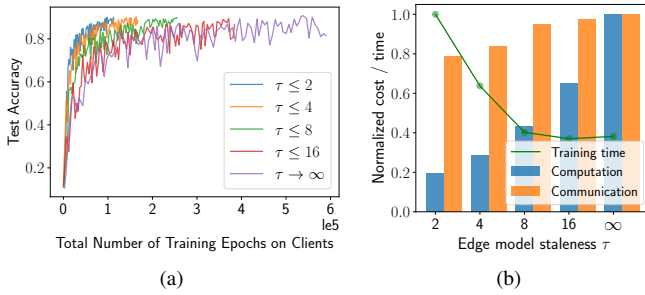 Test Accuracy
0.8
0.6
0.4
0.2
τ ≤ 2
τ ≤ 4
τ ≤ 8
τ ≤ 16
τ → ∞
0 1 2 3 4 5 6
1e5
Total Number of Training Epochs on Clients
(a)
Normalized cost / time
1.0
0.8
0.6
0.4
0.2
0.0
Training time
Computation
Communication
2 4 8 16 ∞
Edge model staleness τ
(b)